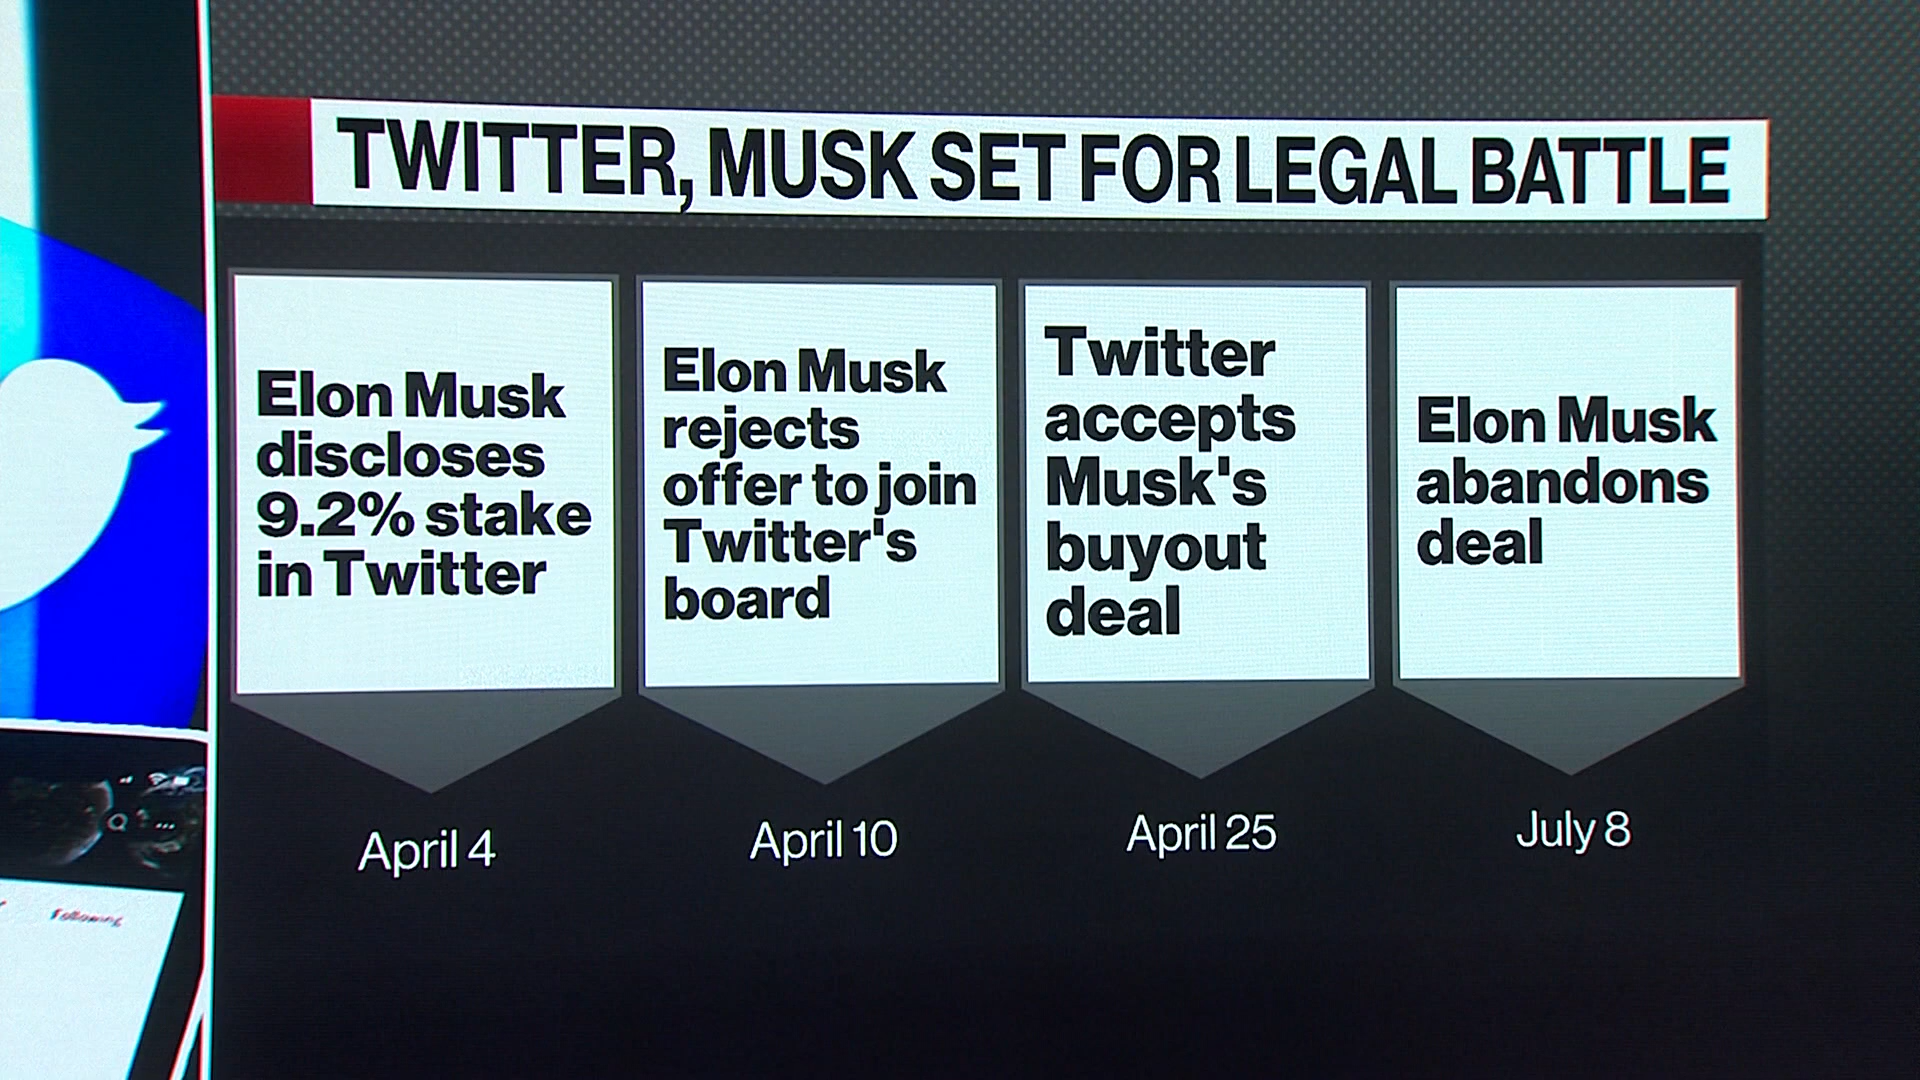 TWITTER, MUSK SET FOR LEGAL BATTLE
Elon Musk
discloses
9.2% stake
in Twitter
April 4
Elon Musk
rejects
offer to join
Twitter's
board
April 10
Twitter
accepts
Musk's
buyout
deal
April 25
Elon Musk
abandons
deal
July 8
Following